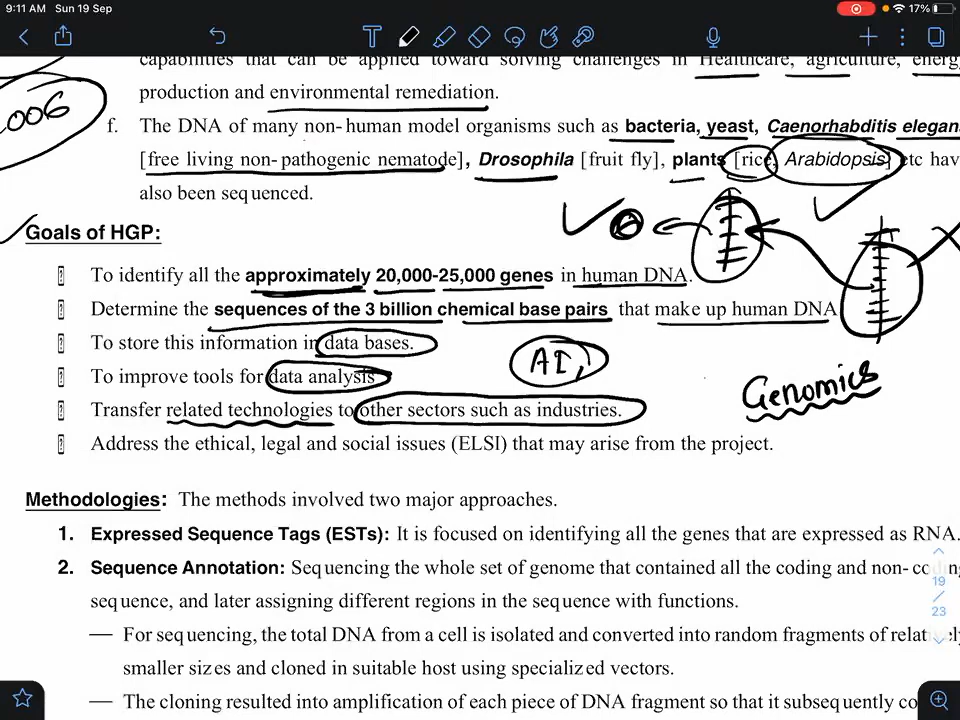 9:11 AM Sun 19 Sep 17%
capabilities that can be applied toward solving challenges in Healthcare, agriculture, energ
production and environmental remediation.
006
f. The DNA of many non-human model organisms such as bacteria, yeast, Caenorhabditis elegan
[free living non-pathogenic nematode], Drosophila [fruit fly], plants [rice, Arabidopsis] etc hav
also been sequenced.
Goals of HGP:
To identify all the approximately 20,000-25,000 genes in human DNA.
Determine the sequences of the 3 billion chemical base pairs that make up human DNA
To store this information in data bases.
AI,
To improve tools for data analysis
Genomics
Transfer related technologies to other sectors such as industries.
Address the ethical, legal and social issues (ELSI) that may arise from the project.
Methodologies: The methods involved two major approaches.
1. Expressed Sequence Tags (ESTs): It is focused on identifying all the genes that are expressed as RNA.
2. Sequence Annotation: Sequencing the whole set of genome that contained all the coding and non-coding
19
/
23
sequence, and later assigning different regions in the sequence with functions.
— For sequencing, the total DNA from a cell is isolated and converted into random fragments of relatively
smaller sizes and cloned in suitable host using specialized vectors.
— The cloning resulted into amplification of each piece of DNA fragment so that it subsequently co